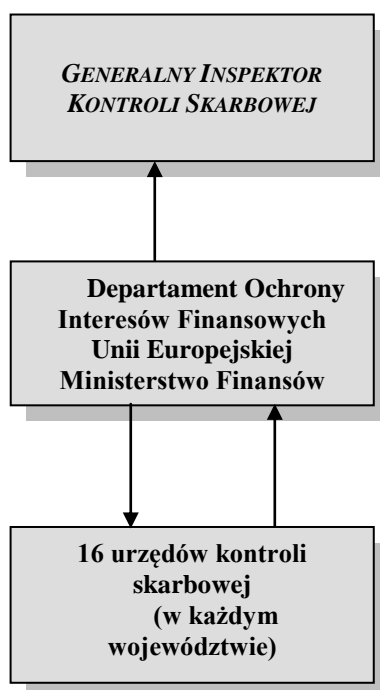 GENERALNY INSPEKTOR
KONTROLI SKARBOWEJ
Departament Ochrony
Interesów Finansowych
Unii Europejskiej
Ministerstwo Finansów
16 urzędów kontroli
skarbowej
(w każdym
województwie)